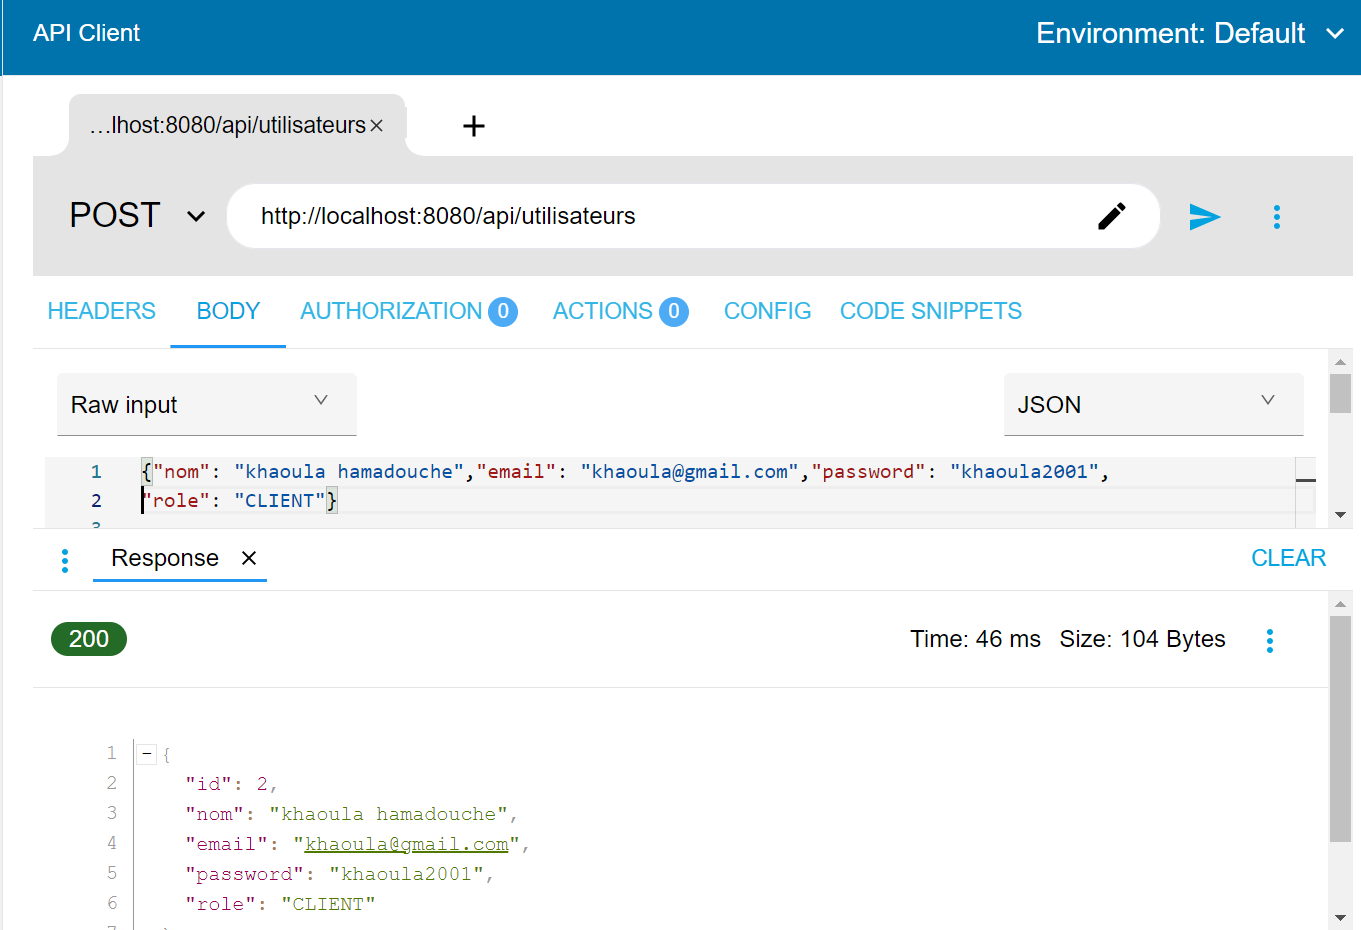 API Client
Environment: Default
...lhost:8080/api/utilisateurs
POST
http://localhost:8080/api/utilisateurs
HEADERS BODY AUTHORIZATION 0 ACTIONS 0 CONFIG CODE SNIPPETS
Raw input
JSON
1 {"nom": "khaoula hamadouche","email": "khaoula@gmail.com","password": "khaoula2001",
2 "role": "CLIENT"}
3
Response
CLEAR
200
Time: 46 ms Size: 104 Bytes
1 {
2 "id": 2,
3 "nom": "khaoula hamadouche",
4 "email": "khaoula@gmail.com",
5 "password": "khaoula2001",
6 "role": "CLIENT"
7 }